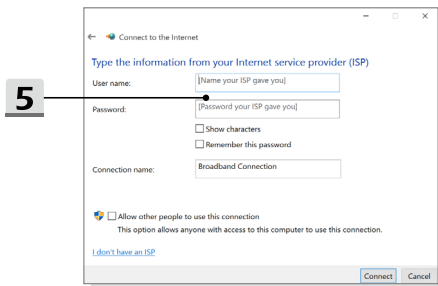 Connect to the Internet
Type the information from your Internet service provider (ISP)
User name:
[Name your ISP gave you]
5
Password:
[Password your ISP gave you]
Show characters
Remember this password
Connection name:
Broadband Connection
Allow other people to use this connection
This option allows anyone with access to this computer to use this connection.
I don't have an ISP
Connect
Cancel